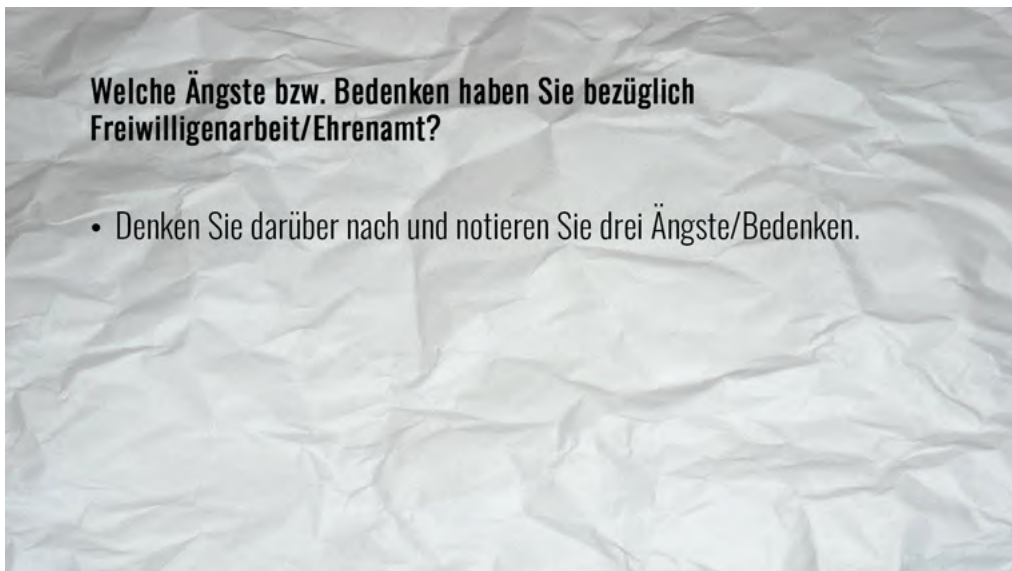 Welche Ängste bzw. Bedenken haben Sie bezüglich
Freiwilligenarbeit/Ehrenamt?
• Denken Sie darüber nach und notieren Sie drei Ängste/Bedenken.